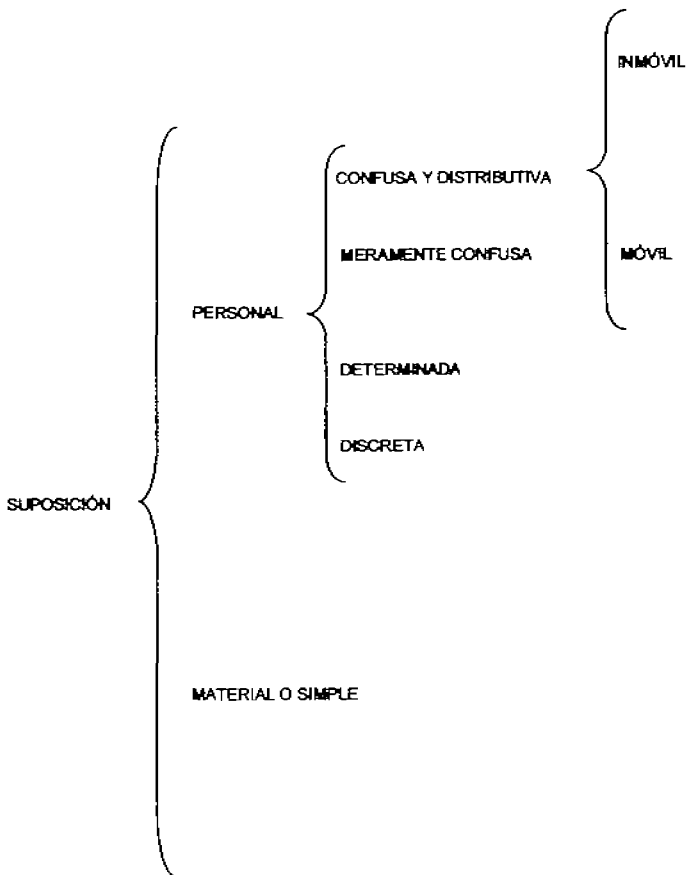 INMÓVIL
CONFUSA Y DISTRIBUTIVA
MERAMENTE CONFUSA
MÓVIL
PERSONAL
DETERMINADA
DISCRETA
SUPOSICIÓN
MATERIAL O SIMPLE